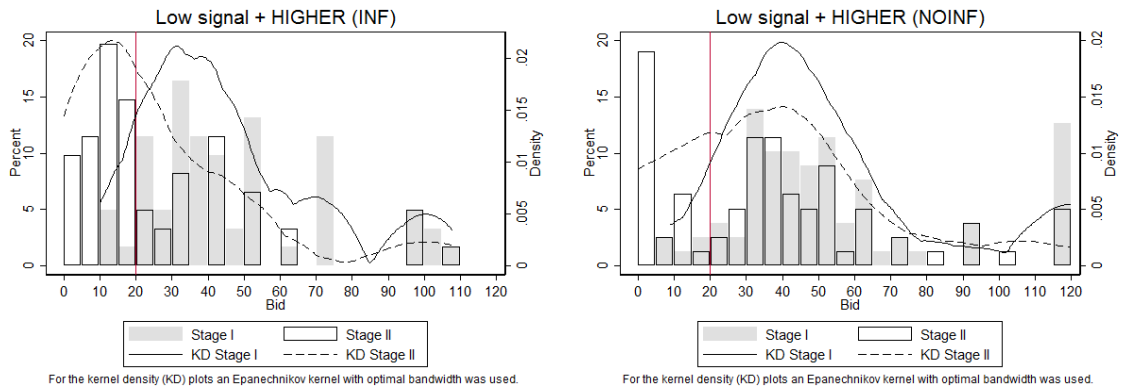 Low signal + HIGHER (INF)
20
15
10
5
0
Percent
.02
.015
.01
.005
0
Density
0 10 20 30 40 50 60 70 80 90 100 110 120
Bid
Stage I Stage II
KD Stage I KD Stage II
For the kernel density (KD) plots an Epanechnikov kernel with optimal bandwidth was used.
Low signal + HIGHER (NOINF)
20
15
10
5
0
Percent
.02
.015
.01
.005
0
Density
0 10 20 30 40 50 60 70 80 90 100 110 120
Bid
Stage I Stage II
KD Stage I KD Stage II
For the kernel density (KD) plots an Epanechnikov kernel with optimal bandwidth was used.